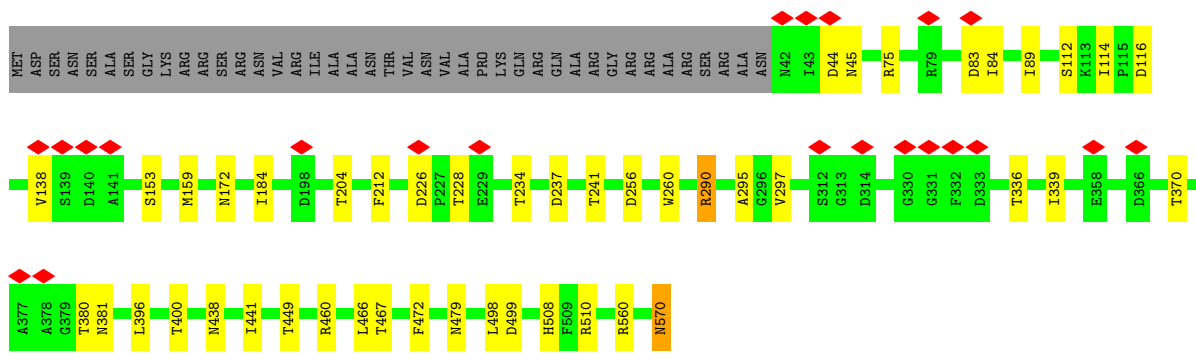 MET ASP SER ASN SER ALA SER GLY LYS ARG ARG SER ARG ASN VAL ARG ILE ALA ALA ASN THR VAL ASN VAL ALA PRO LYS GLN ARG GLN ALA ARG GLY ARG ARG ALA ARG SER ARG ALA ASN N42 I43 D44 N45 R75 R79 D83 I84 I89 S112 K113 I114 P115 D116
V138 S139 D140 A141 S153 M159 N172 I184 D198 T204 F212 D226 P227 T228 E229 T234 D237 T241 D256 W260 R290 A295 G296 V297 S312 G313 D314 G330 G331 F332 D333 T336 I339 E358 D366 T370
A377 A378 G379 T380 N381 L396 T400 N438 I441 T449 R460 L466 T467 F472 N479 L498 D499 H508 F509 R510 R560 N570